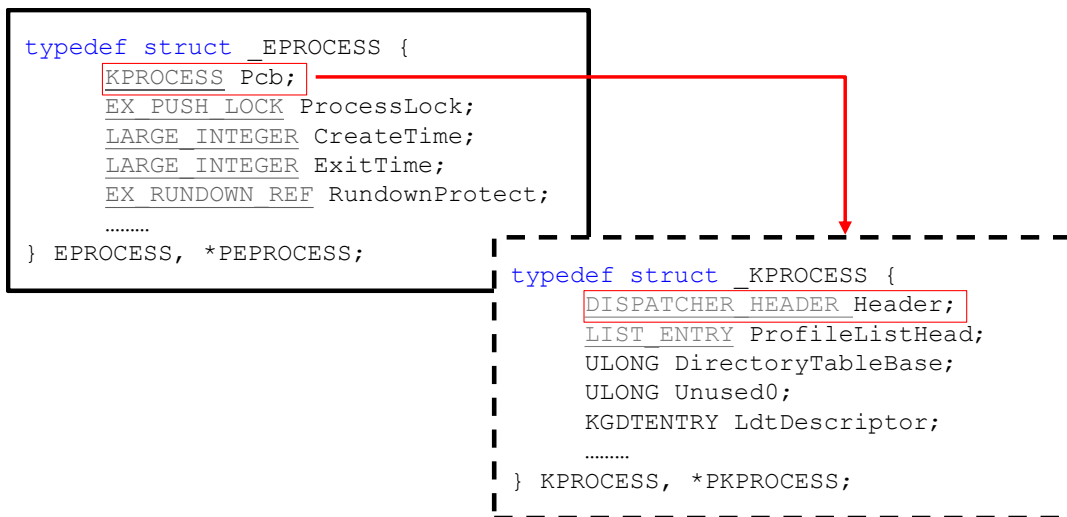 typedef struct _EPROCESS {
KPROCESS Pcb;
EX_PUSH_LOCK ProcessLock;
LARGE_INTEGER CreateTime;
LARGE_INTEGER ExitTime;
EX_RUNDOWN_REF RundownProtect;
………
} EPROCESS, *PEPROCESS;
typedef struct _KPROCESS {
DISPATCHER_HEADER Header;
LIST_ENTRY ProfileListHead;
ULONG DirectoryTableBase;
ULONG Unused0;
KGDTENTRY LdtDescriptor;
………
} KPROCESS, *PKPROCESS;